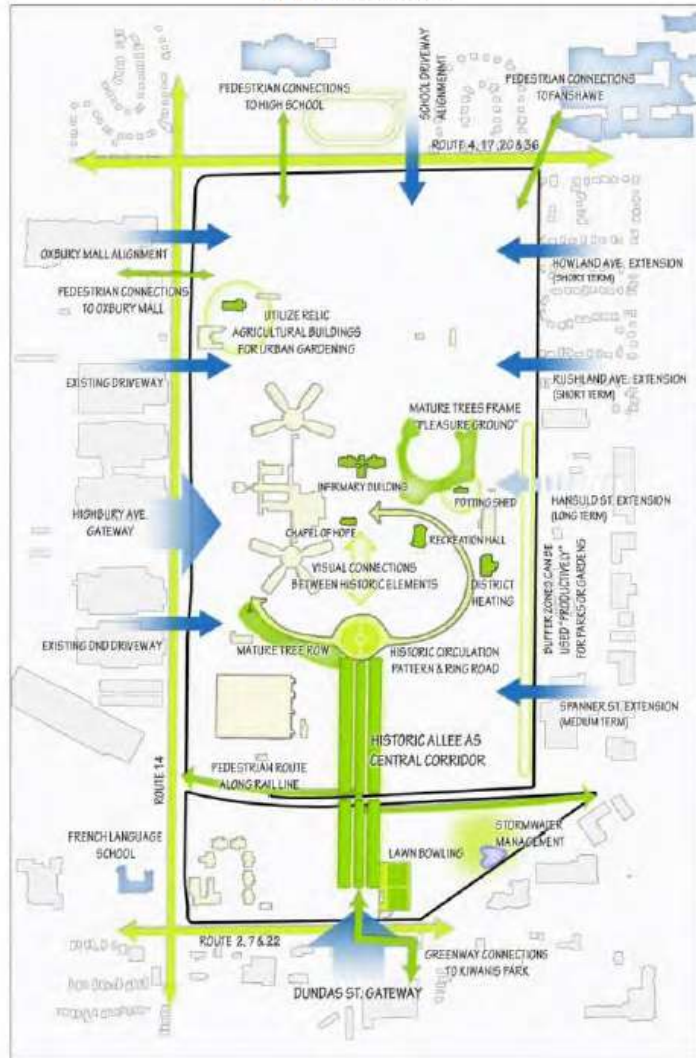 PEDESTRIAN CONNECTIONS
TO HIGH SCHOOL
SCHOOL DRIVEWAY
ALIGNMENMT
PEDESTRIAN CONNECTIONS
TO FANSHAWE
ROUTE 4, 17, 20 & 36
OXBURY MALL ALIGNMENT
HOWLAND AVE. EXTENSION
(SHORT TERM)
PEDESTRIAN CONNECTIONS
TO OXBURY MALL
UTILIZE RELIC
AGRICULTURAL BUILDINGS
FOR URBAN GARDENING
EXISTING DRIVEWAY
RUSHLAND AVE. EXTENSION
(SHORT TERM)
MATURE TREES FRAME
"PLEASURE GROUND"
INFIRMARY BUILDING
POTTING SHED
HANSULD ST. EXTENSION
(LONG TERM)
HIGHBURY AVE.
GATEWAY
CHAPEL OF HOPE
RECREATION HALL
VISUAL CONNECTIONS
BETWEEN HISTORIC ELEMENTS
DISTRICT
HEATING
BUFFER ZONES CAN BE
USED "PRODUCTIVELY"
FOR PARKS OR GARDENS
EXISTING DND DRIVEWAY
MATURE TREE ROW
HISTORIC CIRCULATION
PATTERN & RING ROAD
SPANNER ST. EXTENSION
(MEDIUM TERM)
HISTORIC ALLEE AS
CENTRAL CORRIDOR
PEDESTRIAN ROUTE
ALONG RAIL LINE
ROUTE 14
FRENCH LANGUAGE
SCHOOL
STORMWATER
MANAGEMENT
LAWN BOWLING
ROUTE 2, 7 & 22
GREENWAY CONNECTIONS
TO KIWANIS PARK
DUNDAS ST. GATEWAY